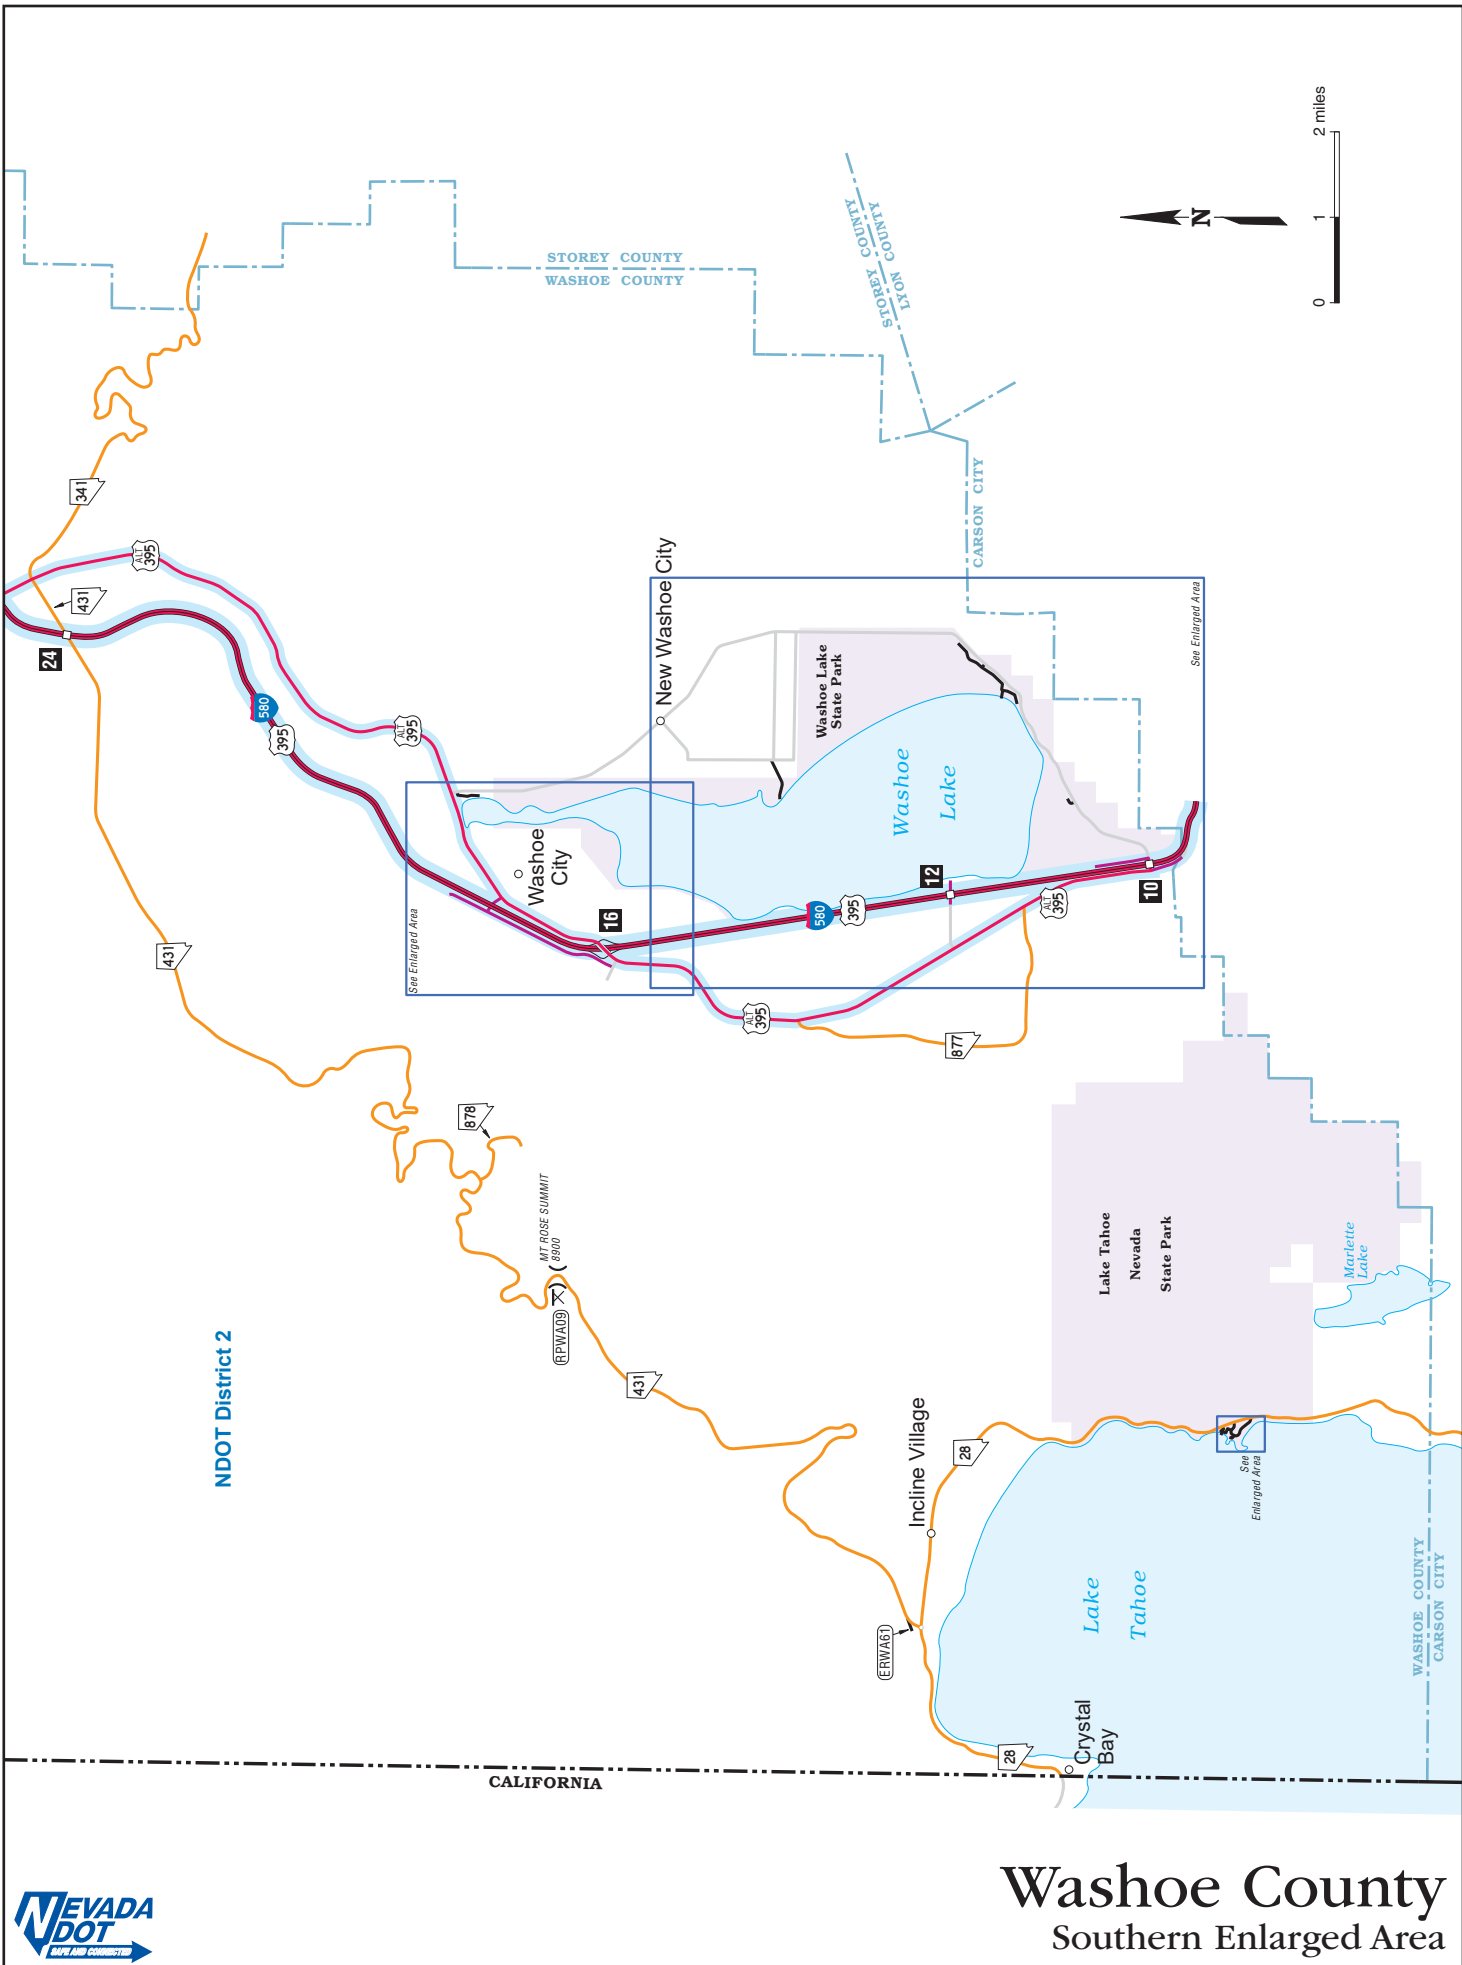 24
341
431
ALT
395
580
395
ALT
395
STOREY COUNTY
WASHOE COUNTY
STOREY COUNTY
LYON COUNTY
CARSON CITY
N
0
1
2 miles
New Washoe City
See Enlarged Area
Washoe Lake
State Park
Washoe
Lake
See Enlarged Area
Washoe
City
16
580
395
12
ALT
395
10
ALT
395
877
431
878
MT ROSE SUMMIT
8900
RPWA09
431
NDOT District 2
Lake Tahoe
Nevada
State Park
Marlette
Lake
Incline Village
28
See
Enlarged Area
ERWA61
Lake
Tahoe
WASHOE COUNTY
CARSON CITY
28
Crystal
Bay
CALIFORNIA
NEVADA
DOT
SAFE AND CONNECTED
Washoe County
Southern Enlarged Area